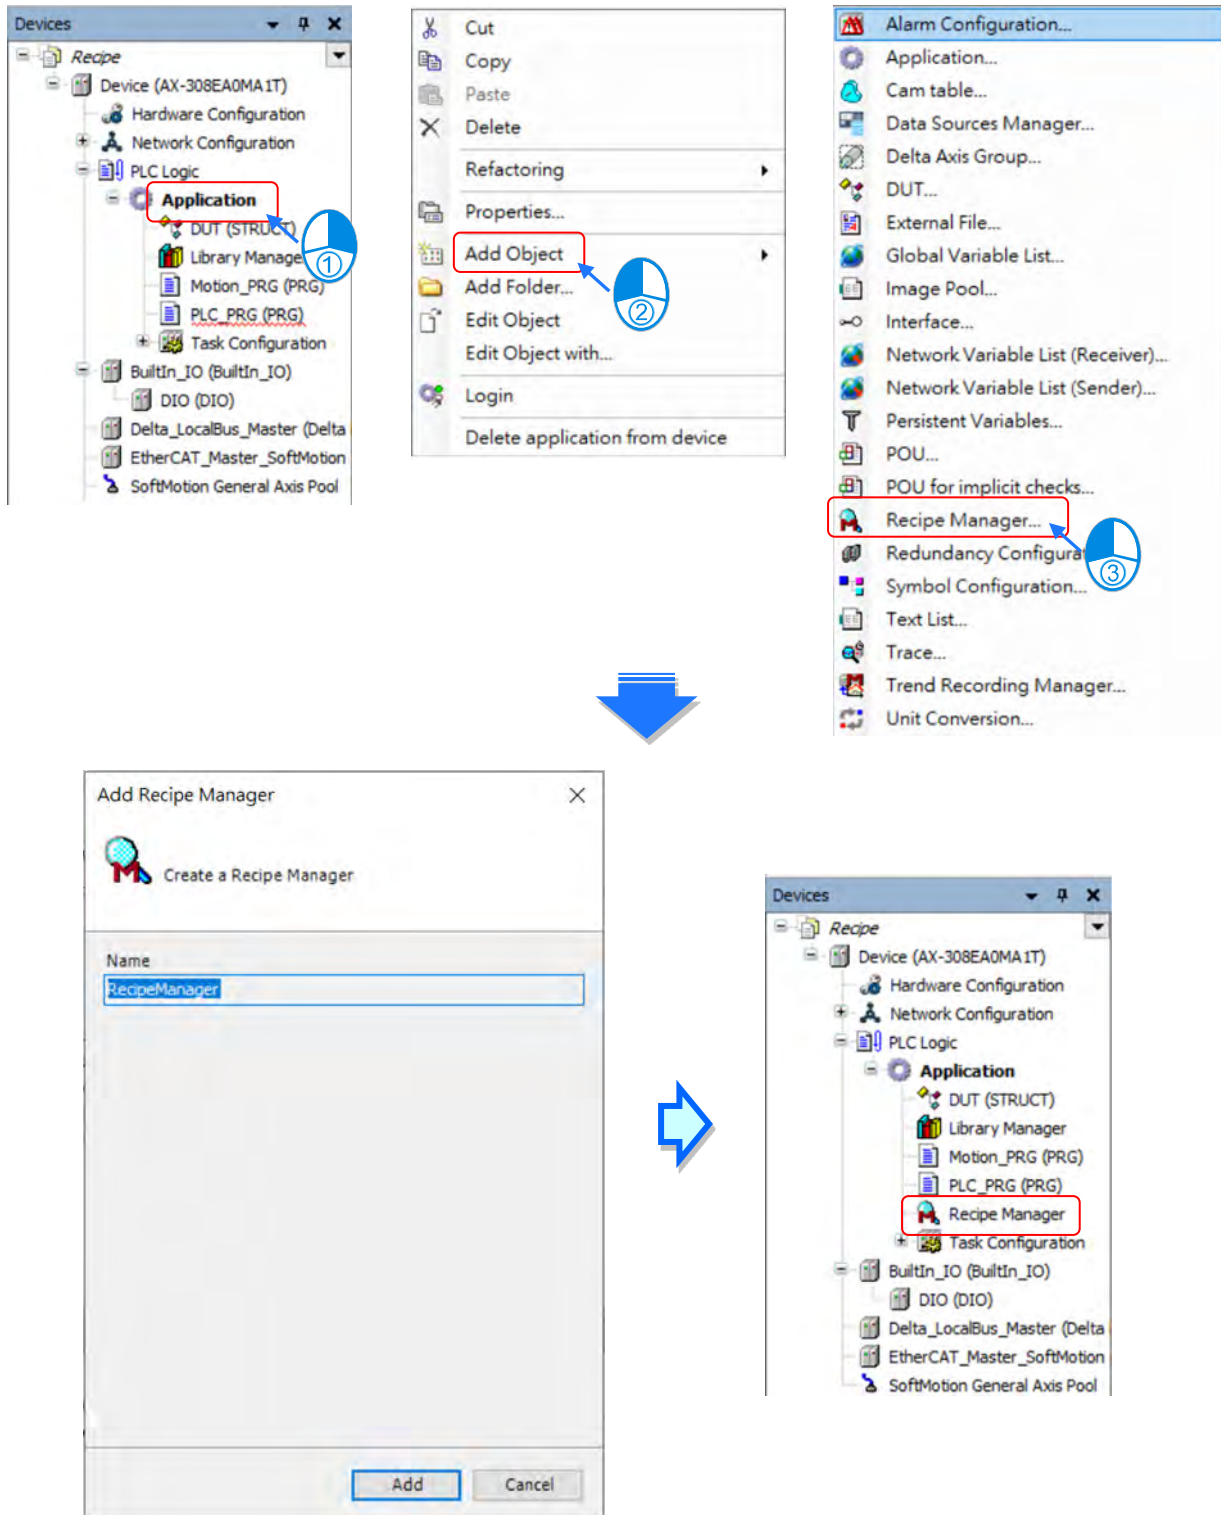 Devices
Recipe
Device (AX-308EA0MA1T)
Hardware Configuration
Network Configuration
PLC Logic
Application
DUT (STRUCT)
Library Manage
Motion_PRG (PRG)
PLC_PRG (PRG)
Task Configuration
BuiltIn_IO (BuiltIn_IO)
DIO (DIO)
Delta_LocalBus_Master (Delta
EtherCAT_Master_SoftMotion
SoftMotion General Axis Pool
①
Cut
Copy
Paste
Delete
Refactoring
Properties...
Add Object
Add Folder...
Edit Object
Edit Object with...
Login
Delete application from device
②
Alarm Configuration...
Application...
Cam table...
Data Sources Manager...
Delta Axis Group...
DUT...
External File...
Global Variable List...
Image Pool...
Interface...
Network Variable List (Receiver)...
Network Variable List (Sender)...
Persistent Variables...
POU...
POU for implicit checks...
Recipe Manager...
Redundancy Configurat
Symbol Configuration...
Text List...
Trace...
Trend Recording Manager...
Unit Conversion...
③
Add Recipe Manager
Create a Recipe Manager
Name
RecipeManager
Add
Cancel
Devices
Recipe
Device (AX-308EA0MA1T)
Hardware Configuration
Network Configuration
PLC Logic
Application
DUT (STRUCT)
Library Manager
Motion_PRG (PRG)
PLC_PRG (PRG)
Recipe Manager
Task Configuration
BuiltIn_IO (BuiltIn_IO)
DIO (DIO)
Delta_LocalBus_Master (Delta
EtherCAT_Master_SoftMotion
SoftMotion General Axis Pool